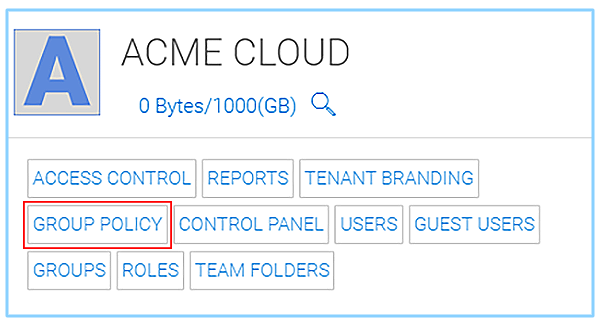 A
ACME CLOUD
0 Bytes/1000(GB)
ACCESS CONTROL REPORTS TENANT BRANDING
GROUP POLICY CONTROL PANEL USERS GUEST USERS
GROUPS ROLES TEAM FOLDERS